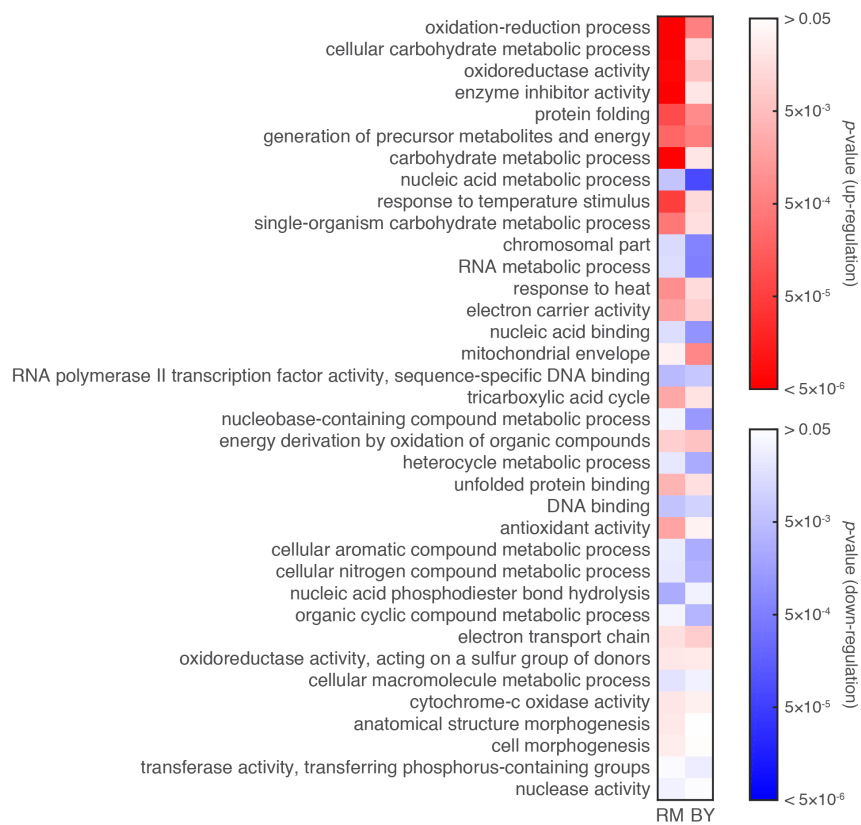 oxidation-reduction process
cellular carbohydrate metabolic process
oxidoreductase activity
enzyme inhibitor activity
protein folding
generation of precursor metabolites and energy
carbohydrate metabolic process
nucleic acid metabolic process
response to temperature stimulus
single-organism carbohydrate metabolic process
chromosomal part
RNA metabolic process
response to heat
electron carrier activity
nucleic acid binding
mitochondrial envelope
RNA polymerase II transcription factor activity, sequence-specific DNA binding
tricarboxylic acid cycle
nucleobase-containing compound metabolic process
energy derivation by oxidation of organic compounds
heterocycle metabolic process
unfolded protein binding
DNA binding
antioxidant activity
cellular aromatic compound metabolic process
cellular nitrogen compound metabolic process
nucleic acid phosphodiester bond hydrolysis
organic cyclic compound metabolic process
electron transport chain
oxidoreductase activity, acting on a sulfur group of donors
cellular macromolecule metabolic process
cytochrome-c oxidase activity
anatomical structure morphogenesis
cell morphogenesis
transferase activity, transferring phosphorus-containing groups
nuclease activity
RM BY
> 0.05
5×10⁻³
5×10⁻⁴
5×10⁻⁵
< 5×10⁻⁶
p-value (up-regulation)
> 0.05
5×10⁻³
5×10⁻⁴
5×10⁻⁵
< 5×10⁻⁶
p-value (down-regulation)